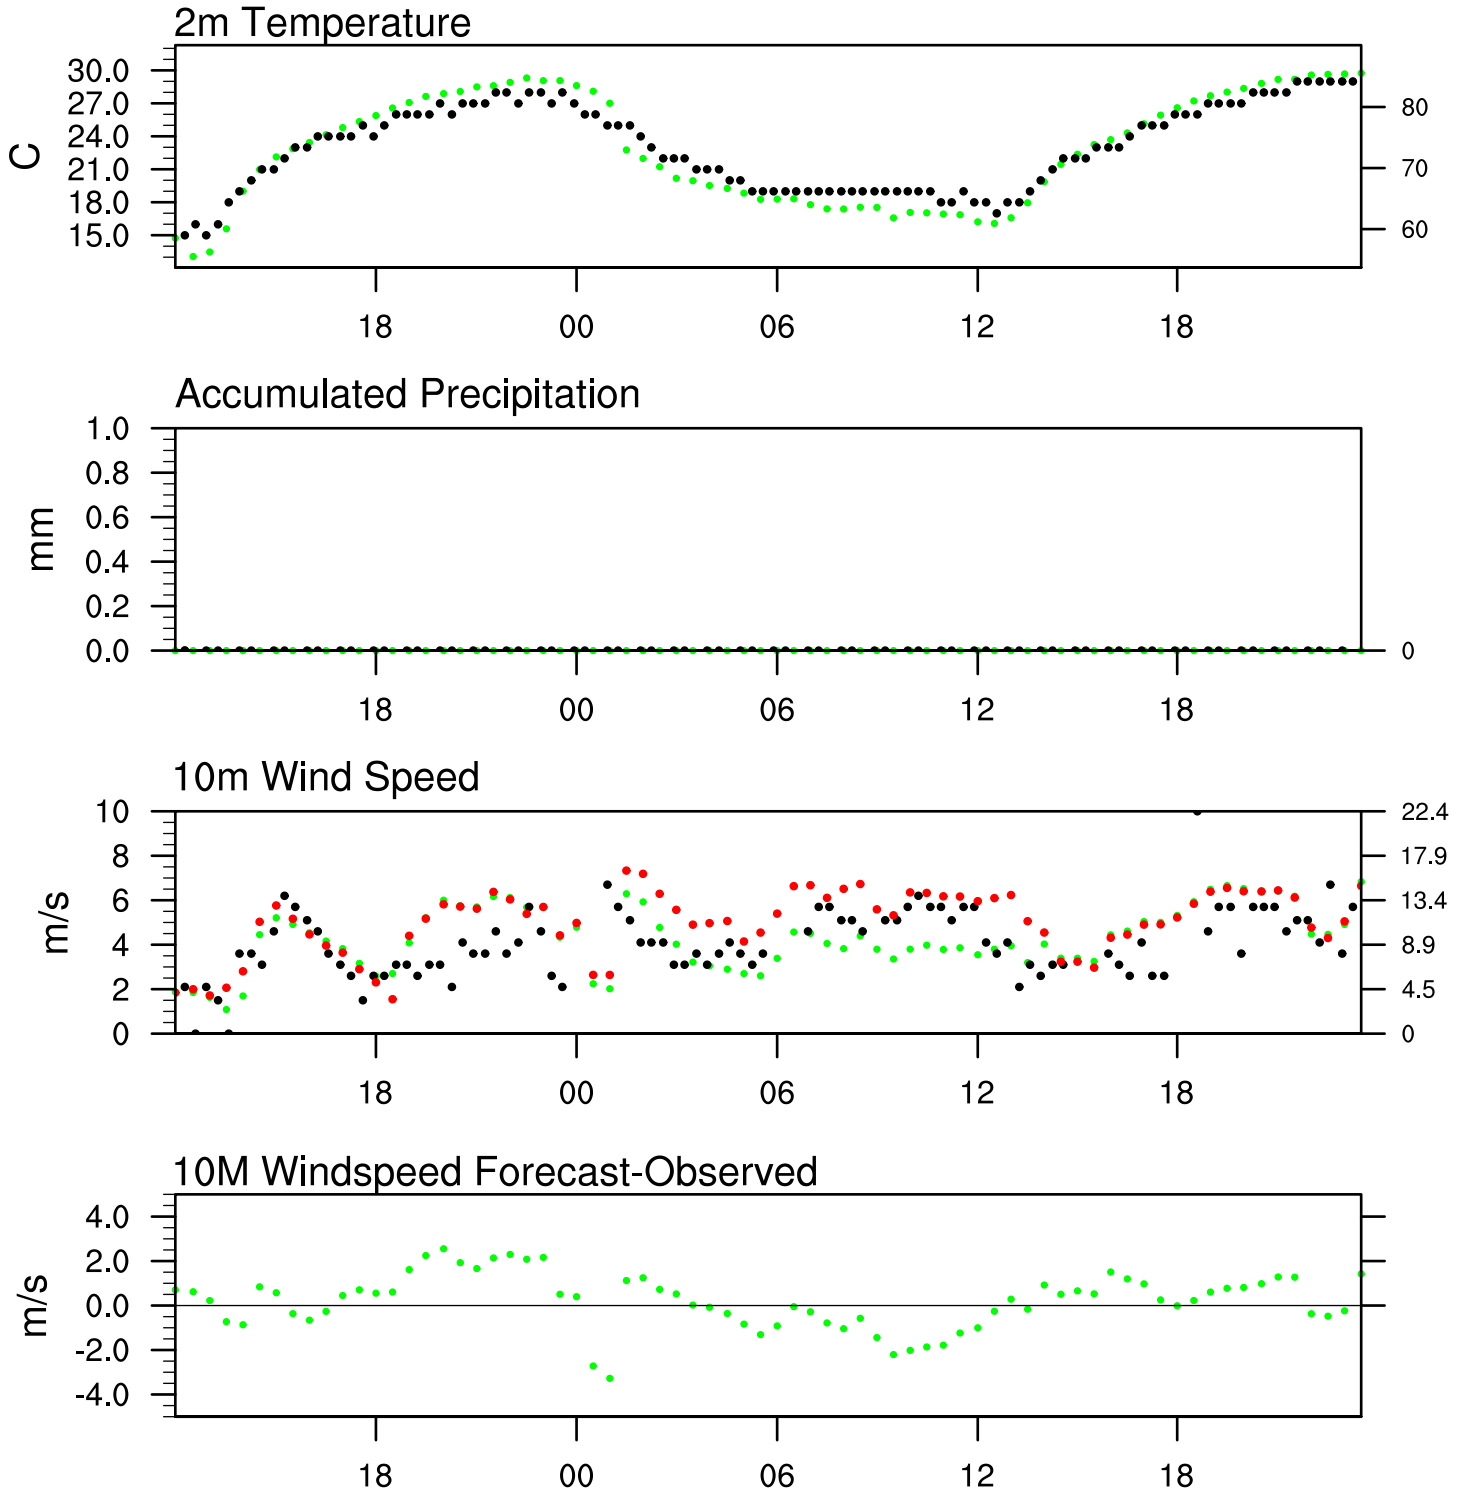 2m Temperature
30.0
27.0
24.0
21.0
18.0
15.0
C
80
70
60
18 00 06 12 18
Accumulated Precipitation
1.0
0.8
0.6
0.4
0.2
0.0
mm
0
18 00 06 12 18
10m Wind Speed
10
8
6
4
2
0
m/s
22.4
17.9
13.4
8.9
4.5
0
18 00 06 12 18
10M Windspeed Forecast-Observed
4.0
2.0
0.0
-2.0
-4.0
m/s
18 00 06 12 18